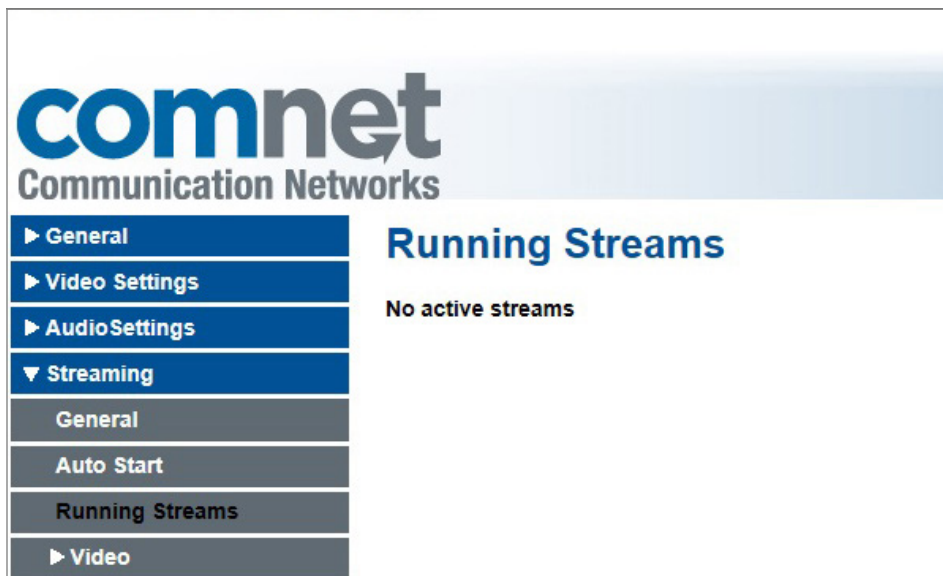 comnet
Communication Networks
General
Video Settings
AudioSettings
Streaming
General
Auto Start
Running Streams
Video
Running Streams
No active streams